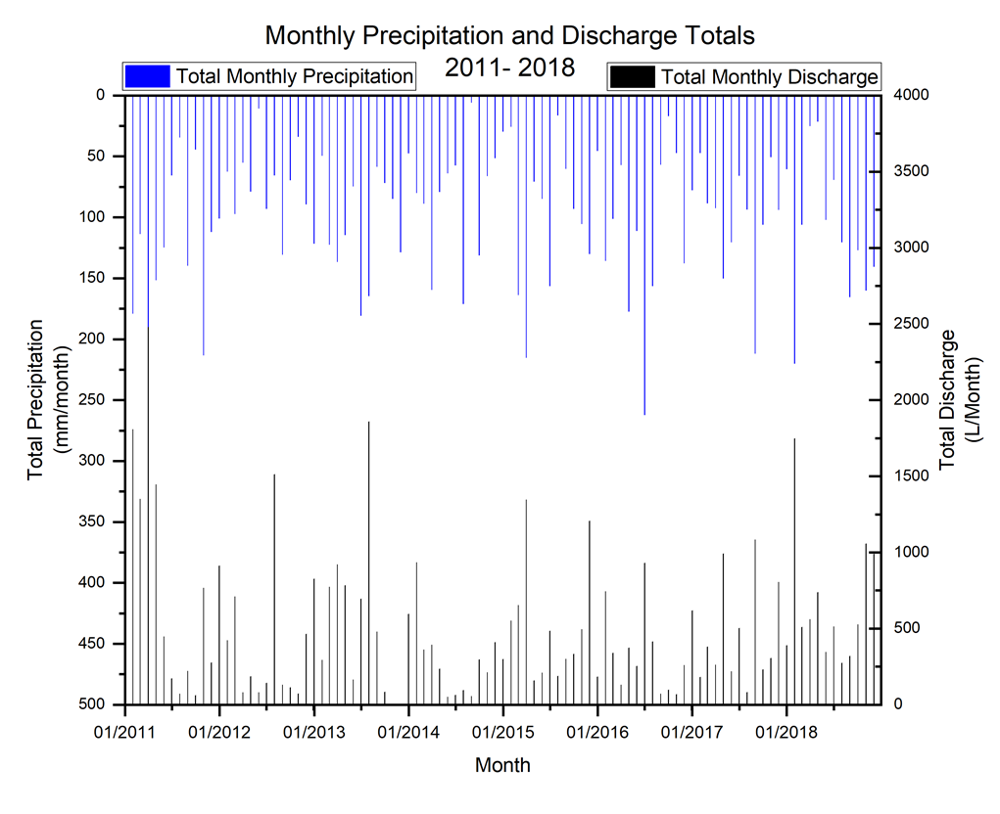 Monthly Precipitation and Discharge Totals
2011- 2018
Total Monthly Precipitation
Total Monthly Discharge
0
50
100
150
200
250
300
350
400
450
500
Total Precipitation
(mm/month)
4000
3500
3000
2500
2000
1500
1000
500
0
Total Discharge
(L/Month)
01/2011 01/2012 01/2013 01/2014 01/2015 01/2016 01/2017 01/2018
Month